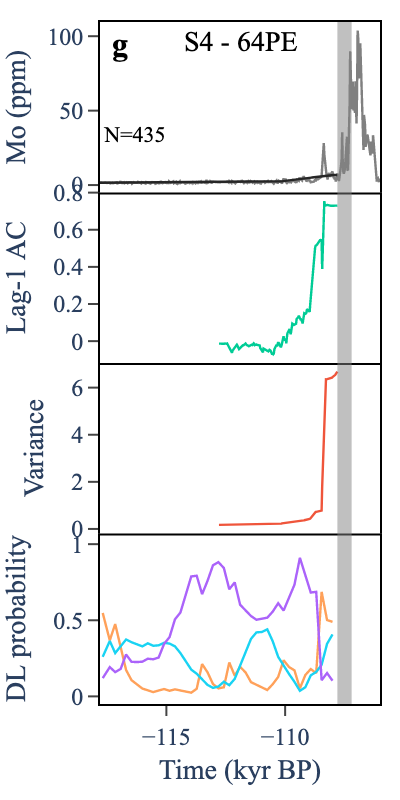 g
S4 - 64PE
N=435
Mo (ppm)
100
50
0
Lag-1 AC
0.8
0.6
0.4
0.2
0
Variance
6
4
2
0
DL probability
1
0.5
0
−115
−110
Time (kyr BP)